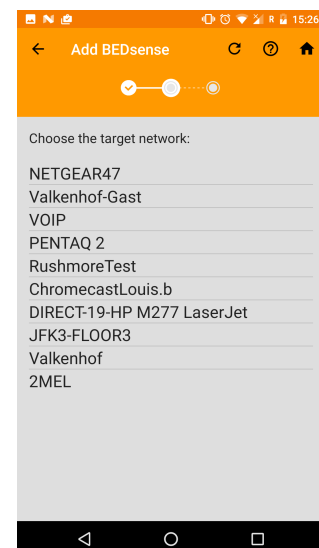 R 15:26
Add BEDsense
Choose the target network:
NETGEAR47
Valkenhof-Gast
VOIP
PENTAQ 2
RushmoreTest
ChromecastLouis.b
DIRECT-19-HP M277 LaserJet
JFK3-FLOOR3
Valkenhof
2MEL